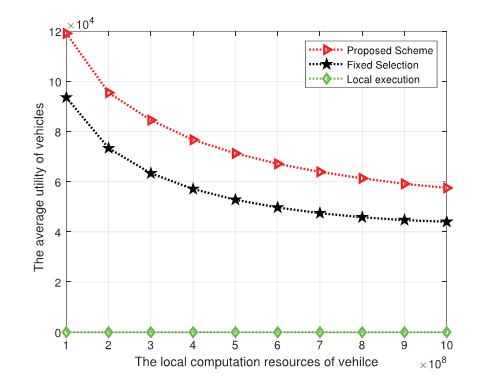 ×10⁴
12
10
8
6
4
2
0
The average utility of vehicles
Proposed Scheme
Fixed Selection
Local execution
1 2 3 4 5 6 7 8 9 10
The local computation resources of vehilce
×10⁸